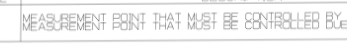 MEASUREMENT POINT THAT MUST BE CONTROLLED BY
MEASUREMENT POINT THAT MUST BE CONTROLLED DUE